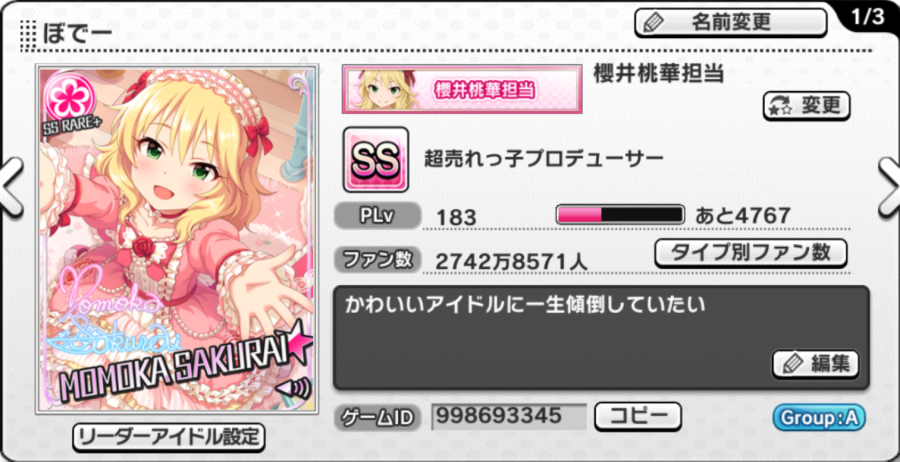 ぼでー
名前変更
1/3
SS RARE+
櫻井桃華担当
櫻井桃華担当
変更
SS
超売れっ子プロデューサー
PLv
183
あと4767
ファン数
2742万8571人
タイプ別ファン数
かわいいアイドルに一生傾倒していたい
編集
Momoka
Sakurai
MOMOKA SAKURAI
リーダーアイドル設定
ゲームID
998693345
コピー
Group:A